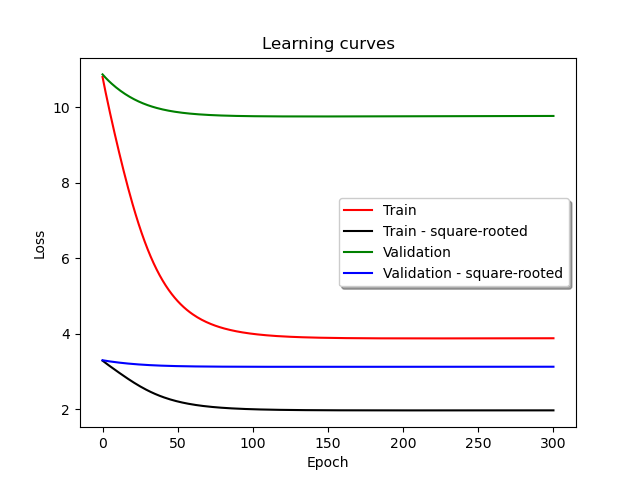 Learning curves
10
8
6
4
2
Loss
Train
Train - square-rooted
Validation
Validation - square-rooted
0 50 100 150 200 250 300
Epoch